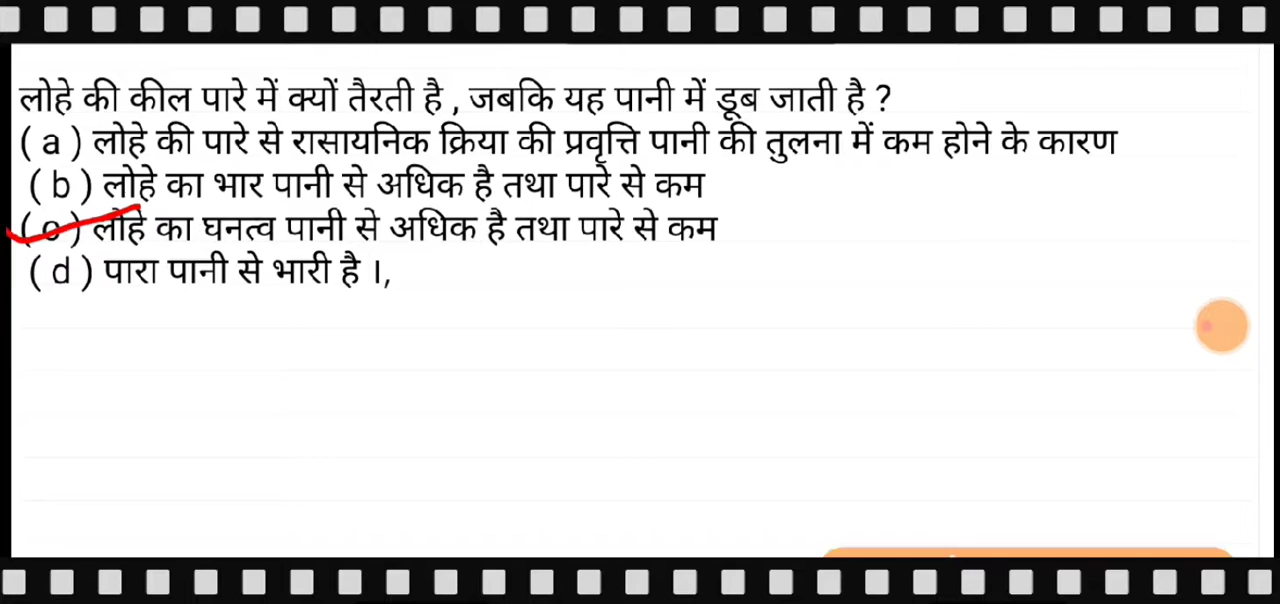 लोहे की कील पारे में क्यों तैरती है , जबकि यह पानी में डूब जाती है ?
( a ) लोहे की पारे से रासायनिक क्रिया की प्रवृत्ति पानी की तुलना में कम होने के कारण
( b ) लोहे का भार पानी से अधिक है तथा पारे से कम
( c ) लोहे का घनत्व पानी से अधिक है तथा पारे से कम
( d ) पारा पानी से भारी है ।,